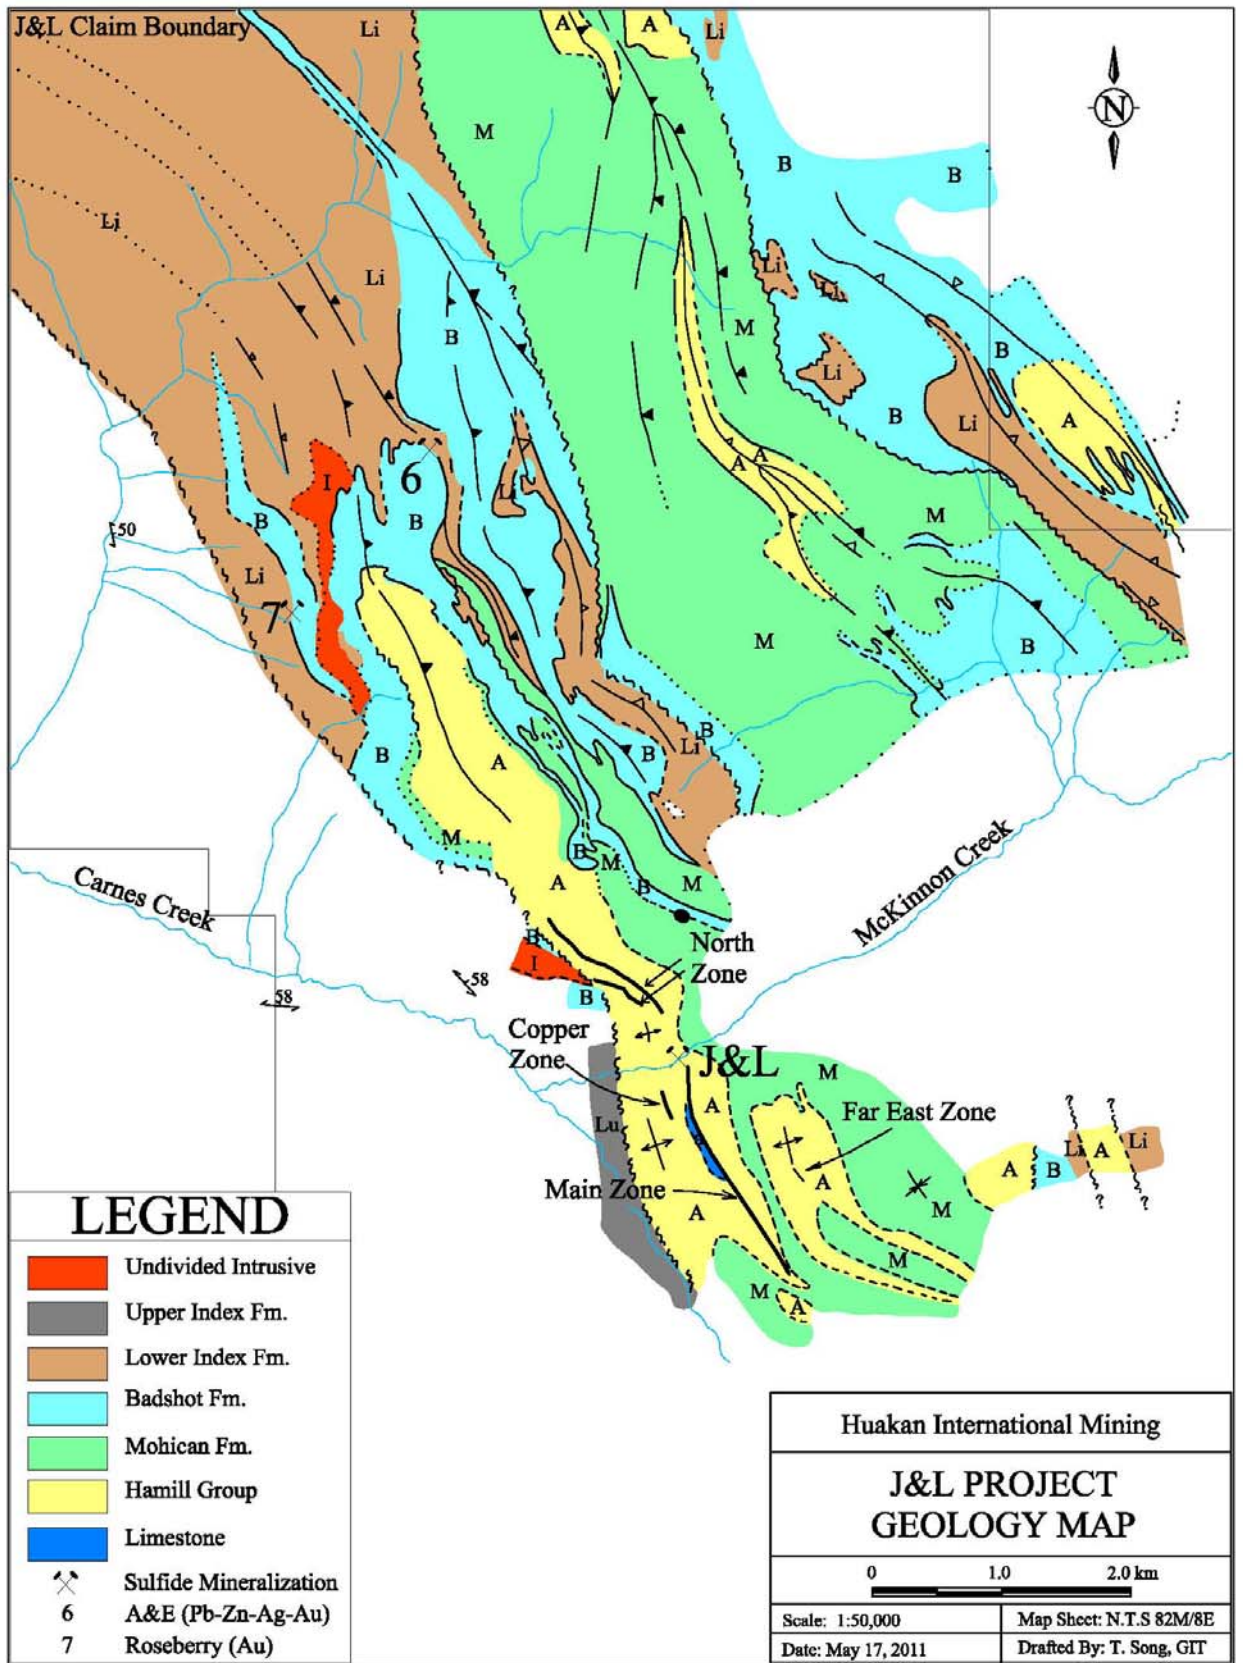 J&L Claim Boundary
Li
A
A
Li
N
M
B
B
Li
Li
Li
Li
B
M
Li
B
B
A
Li
Li
A
A
I
6
B
Li
M
50
B
Li
7
M
B
B
B
Li
B
A
M
B
M
A
B
M
Carnes Creek
McKinnon Creek
North
Zone
B
I
58
58
B
Copper
Zone
J&L
M
A
Far East Zone
Lu
Li
A
Li
A
B
A
Main Zone
A
M
M
M
A
?
?
?
?
?
?
?
LEGEND
Undivided Intrusive
Upper Index Fm.
Lower Index Fm.
Badshot Fm.
Mohican Fm.
Hamill Group
Limestone
Sulfide Mineralization
6 A&E (Pb-Zn-Ag-Au)
7 Roseberry (Au)
Huakan International Mining
J&L PROJECT
GEOLOGY MAP
0 1.0 2.0 km
Scale: 1:50,000
Map Sheet: N.T.S 82M/8E
Date: May 17, 2011
Drafted By: T. Song, GIT